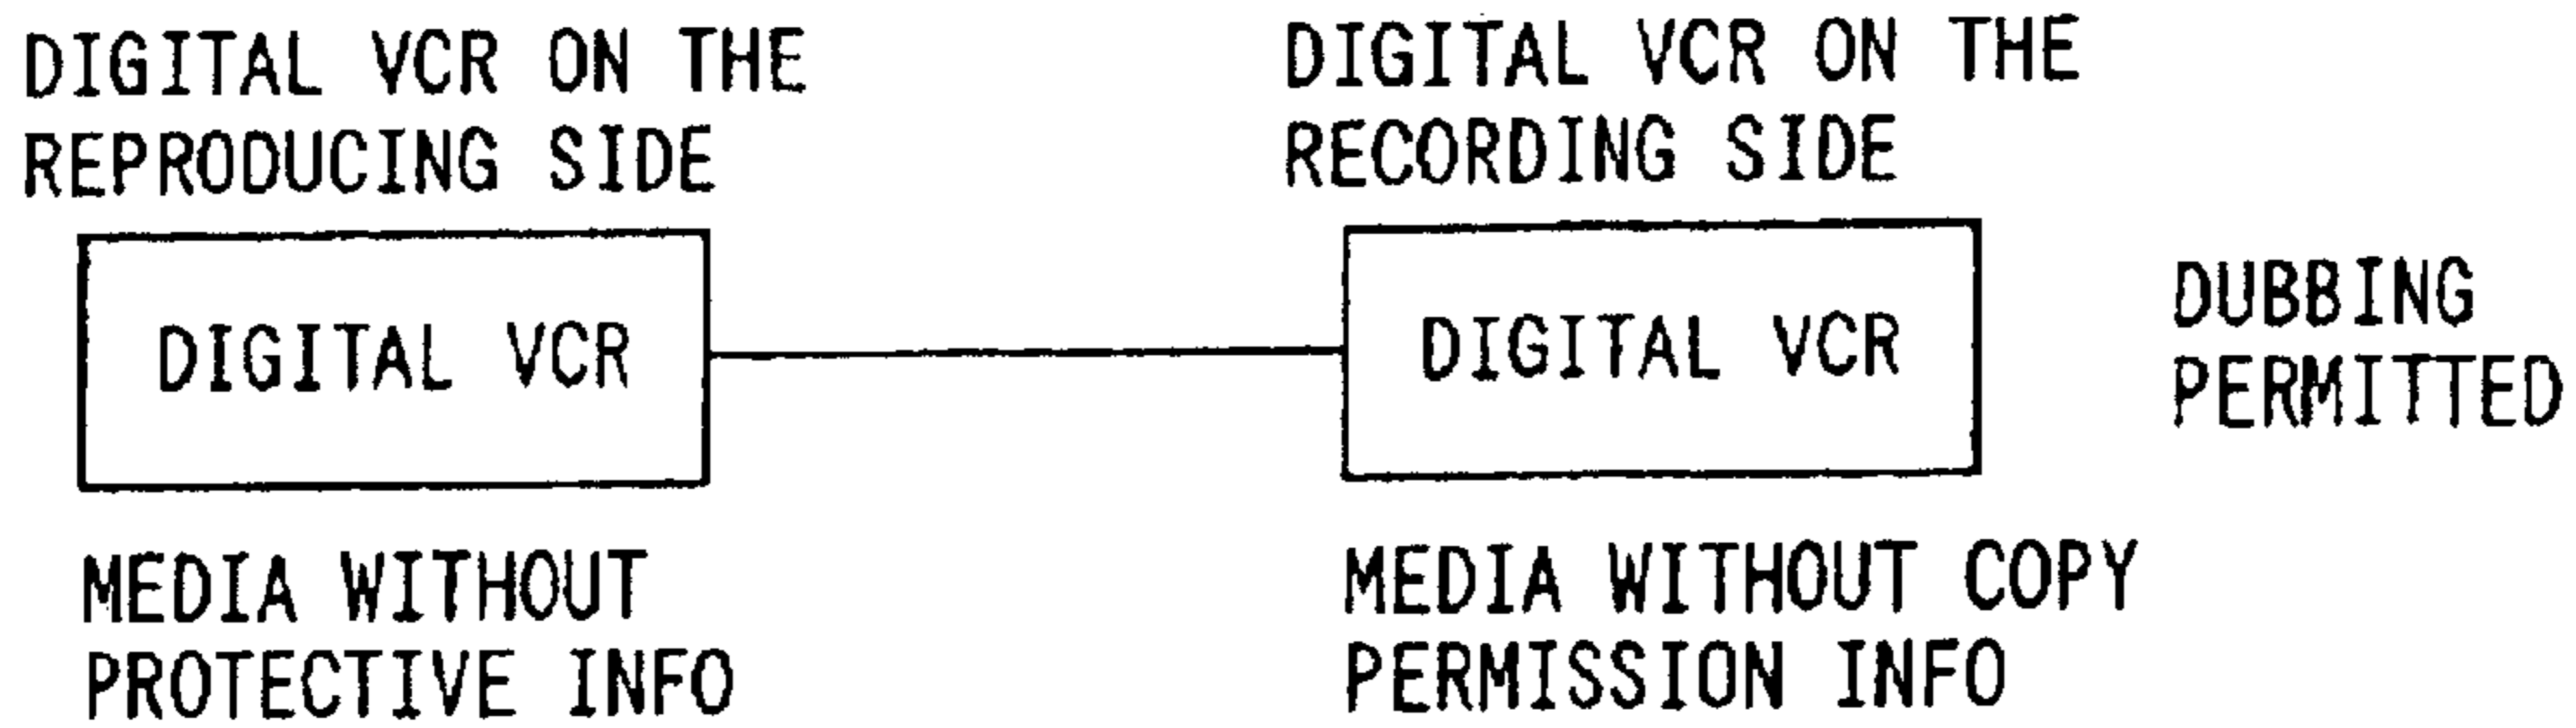 DIGITAL VCR ON THE
REPRODUCING SIDE
DIGITAL VCR ON THE
RECORDING SIDE
DIGITAL VCR
DIGITAL VCR
DUBBING
PERMITTED
MEDIA WITHOUT
PROTECTIVE INFO
MEDIA WITHOUT COPY
PERMISSION INFO